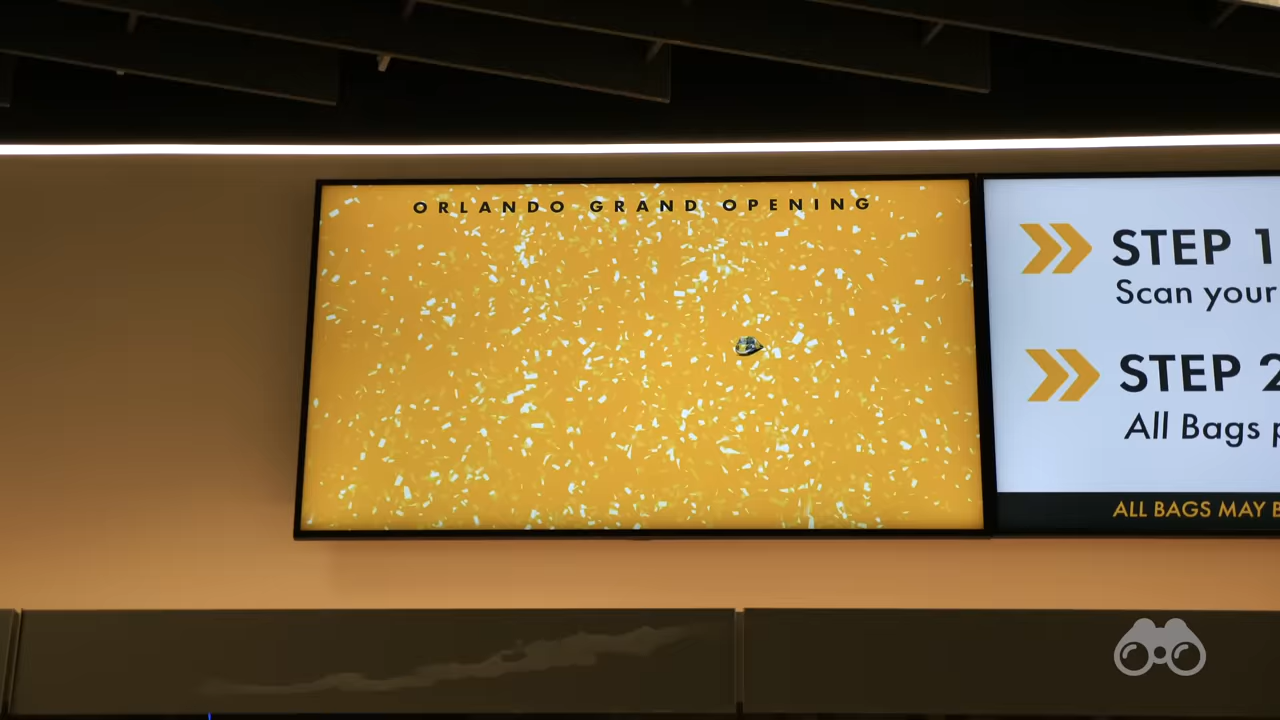 ORLANDO GRAND OPENING
STEP 1
Scan your
STEP 2
All Bags
ALL BAGS MAY